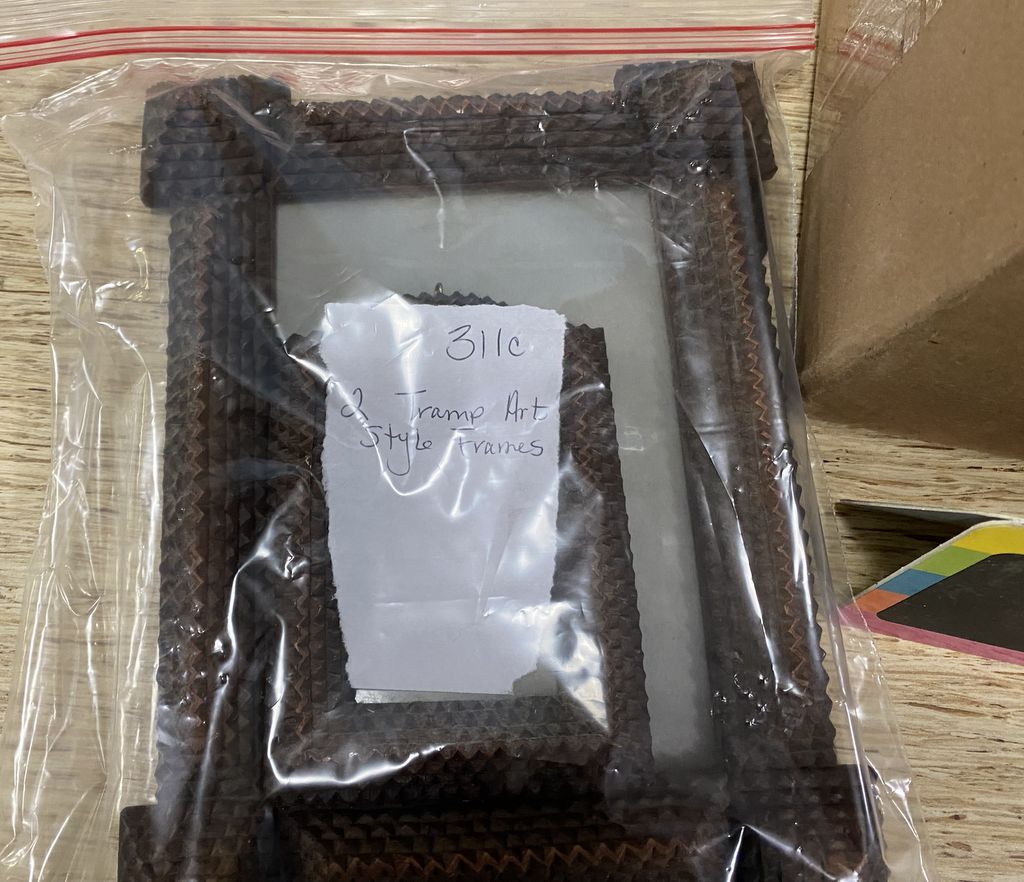 311c
2 Tramp Art
Style Frames